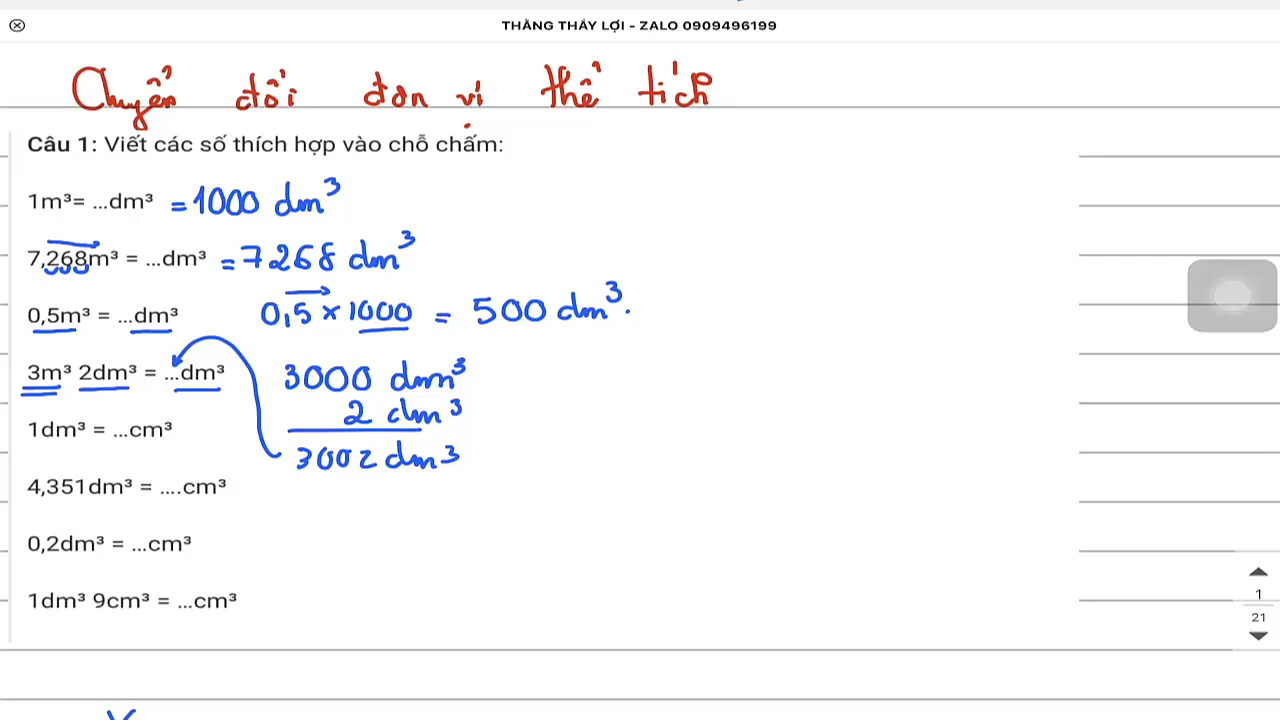 THẦNG THẦY LỢI - ZALO 0909496199
Chuyển đổi đơn vị thể tích
Câu 1: Viết các số thích hợp vào chỗ chấm:
1m³= ...dm³ = 1000 dm³
7,268m³ = ...dm³ = 7268 dm³
0,5m³ = ...dm³ 0,5 × 1000 = 500 dm³.
3m³ 2dm³ = ...dm³ 3000 dm³
2 dm³
1dm³ = ...cm³ 3002 dm³
4,351dm³ = ....cm³
0,2dm³ = ...cm³
1dm³ 9cm³ = ...cm³
1
21